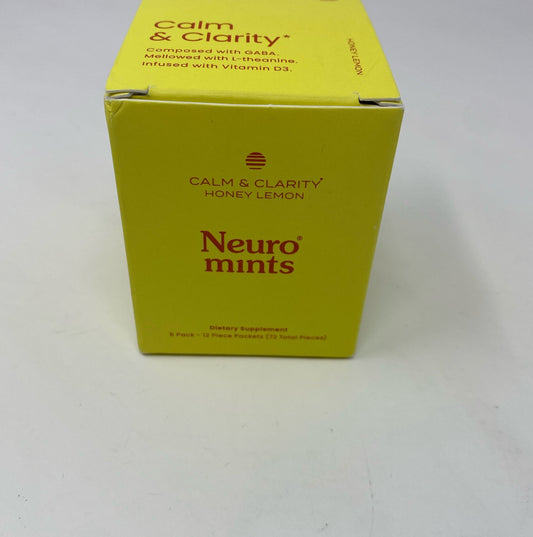 Calm
& Clarity*
Composed with GABA.
Mellowed with L-theanine.
Infused with Vitamin D3.
HONEY LEMON
CALM & CLARITY*
HONEY LEMON
Neuro®
mints
Dietary Supplement
6 Pack - 12 Piece Packets (72 Total Pieces)